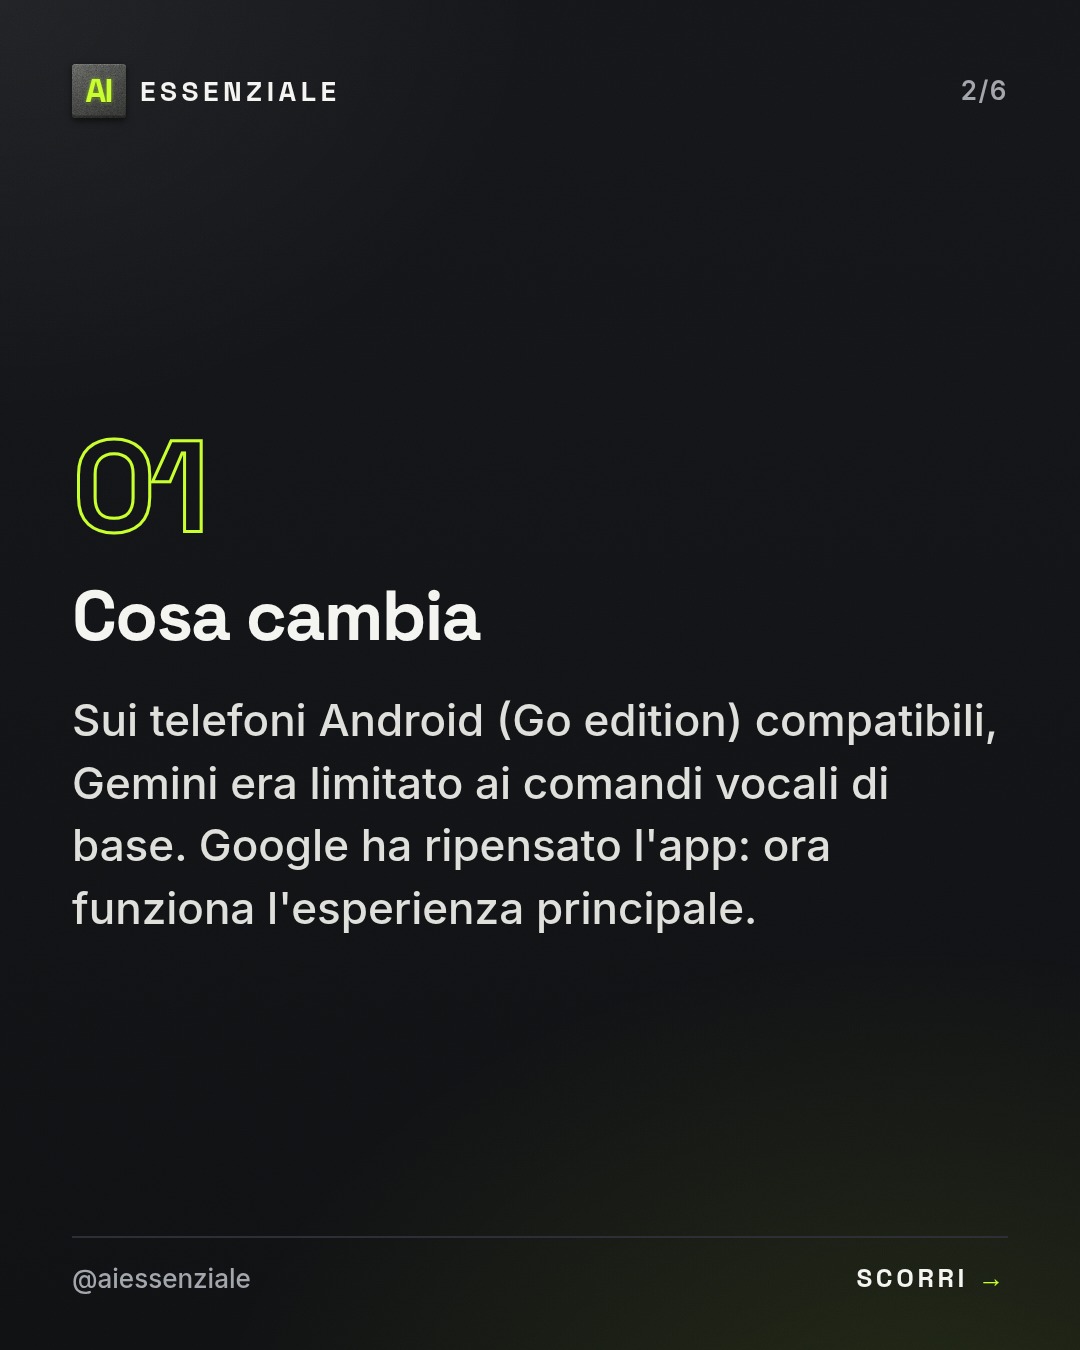 AI ESSENZIALE
2/6
01
Cosa cambia
Sui telefoni Android (Go edition) compatibili,
Gemini era limitato ai comandi vocali di
base. Google ha ripensato l'app: ora
funziona l'esperienza principale.
@aiessenziale
SCORRI →